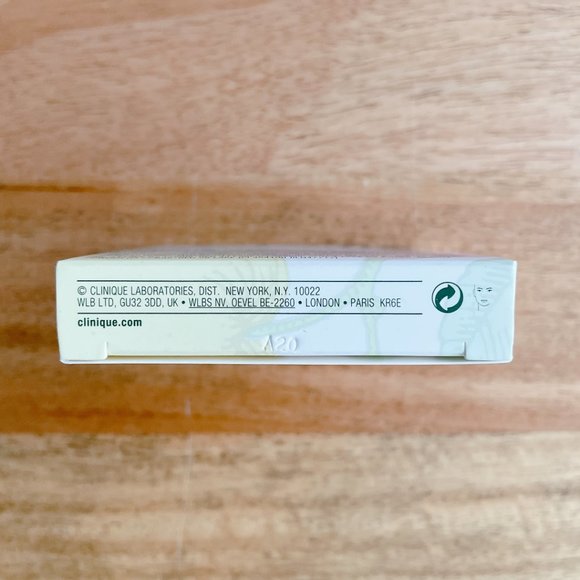 © CLINIQUE LABORATORIES, DIST. NEW YORK, N.Y. 10022
WLB LTD, GU32 3DD, UK • WLBS NV, OEVEL BE-2260 • LONDON • PARIS KR6E
clinique.com
A20